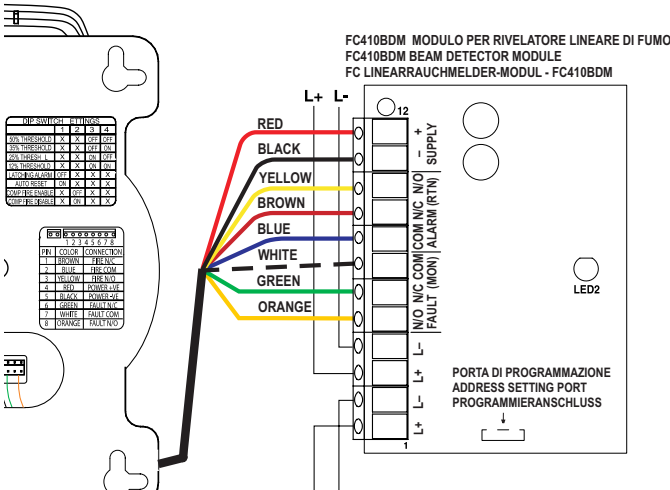 FC410BDM MODULO PER RIVELATORE LINEARE DI FUMO
FC410BDM BEAM DETECTOR MODULE
FC LINEARRAUCHMELDER-MODUL - FC410BDM
L+ L-
12
RED
BLACK
YELLOW
BROWN
BLUE
WHITE
GREEN
ORANGE
+
– SUPPLY
COM N/C N/O
ALARM (RTN)
N/O N/C COM
FAULT (MON)
L-
L+
L-
L+
1
LED2
PORTA DI PROGRAMMAZIONE
ADDRESS SETTING PORT
PROGRAMMIERANSCHLUSS
DIP SWITCH ETTINGS
1 2 3 4
50% THRESHOLD X X OFF OFF
35% THRESHOLD X X OFF ON
25% THRESH L X X ON OFF
12% THRESHOLD X X ON ON
LATCHING ALARM OFF X X X
AUTO RESET ON X X X
COMP FIRE ENABLE X OFF X X
COMP FIRE DISABLE X ON X X
1 2 3 4 5 6 7 8
PIN COLOR CONNECTION
1 BROWN FIRE N/C
2 BLUE FIRE COM
3 YELLOW FIRE N/O
4 RED POWER +VE
5 BLACK POWER -VE
6 GREEN FAULT N/C
7 WHITE FAULT COM
8 ORANGE FAULT N/O